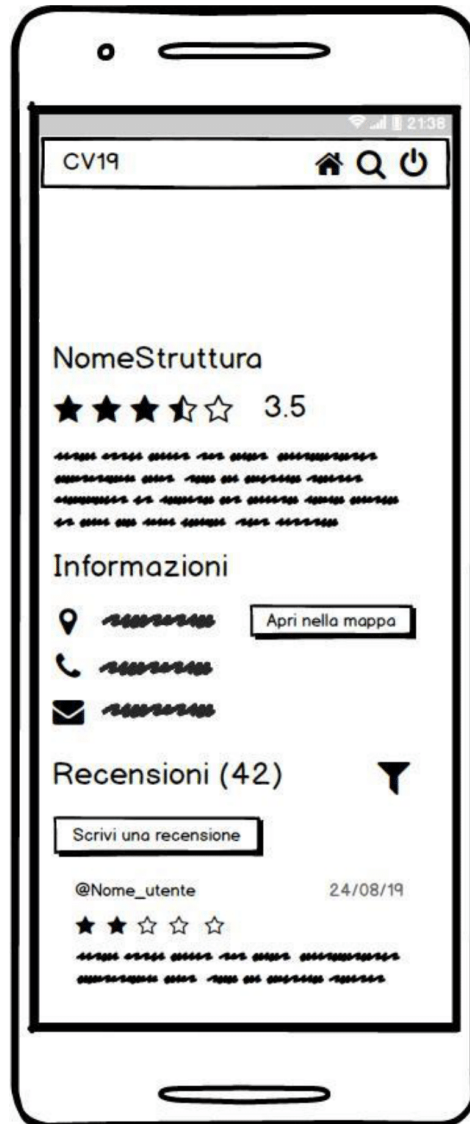 21:38
CV19
NomeStruttura
3.5
Informazioni
Apri nella mappa
Recensioni (42)
Scrivi una recensione
@Nome_utente 24/08/19